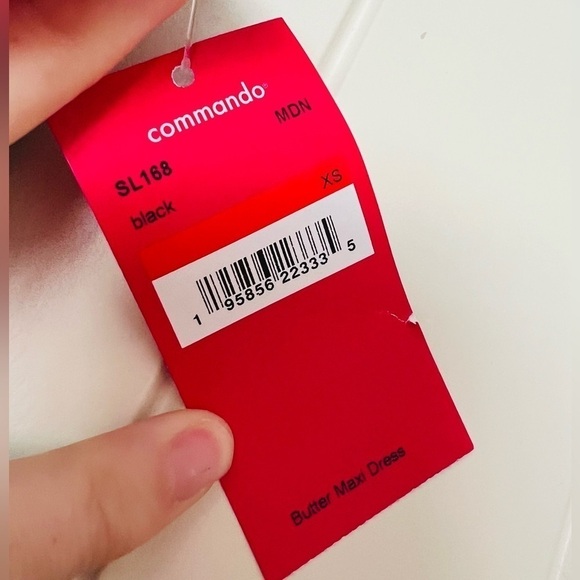 commando®
MDN
SL168
black
XS
1 95856 22333 5
Butter Maxi Dress